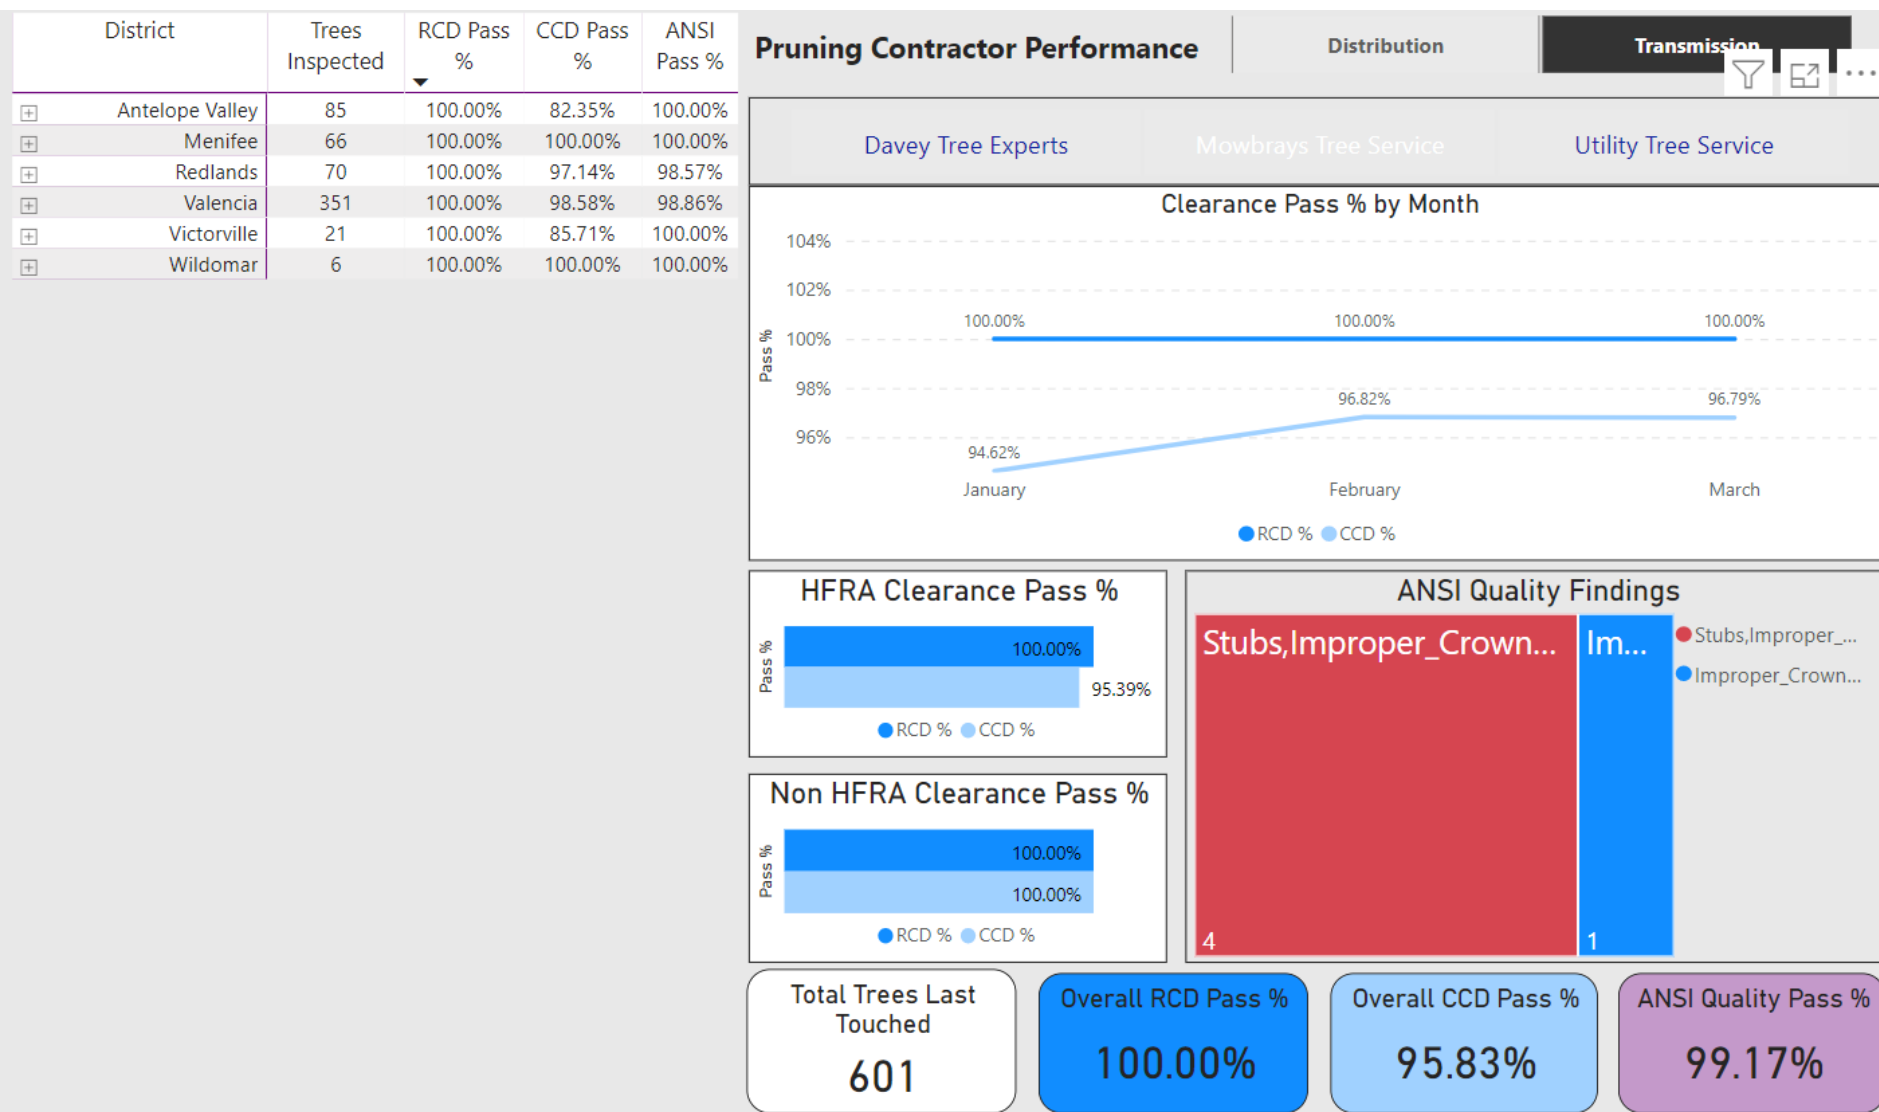 District Trees Inspected RCD Pass % CCD Pass % ANSI Pass %
Antelope Valley 85 100.00% 82.35% 100.00%
Menifee 66 100.00% 100.00% 100.00%
Redlands 70 100.00% 97.14% 98.57%
Valencia 351 100.00% 98.58% 98.86%
Victorville 21 100.00% 85.71% 100.00%
Wildomar 6 100.00% 100.00% 100.00%
Pruning Contractor Performance
Distribution
Transmission
Davey Tree Experts
Mowbrays Tree Service
Utility Tree Service
Clearance Pass % by Month
Pass %
104%
102%
100%
98%
96%
100.00% 100.00% 100.00%
94.62% 96.82% 96.79%
January February March
RCD % CCD %
HFRA Clearance Pass %
Pass %
100.00%
95.39%
RCD % CCD %
Non HFRA Clearance Pass %
Pass %
100.00%
100.00%
RCD % CCD %
ANSI Quality Findings
Stubs,Improper_Crown...
4
Im...
1
Stubs,Improper_...
Improper_Crown...
Total Trees Last
Touched
601
Overall RCD Pass %
100.00%
Overall CCD Pass %
95.83%
ANSI Quality Pass %
99.17%